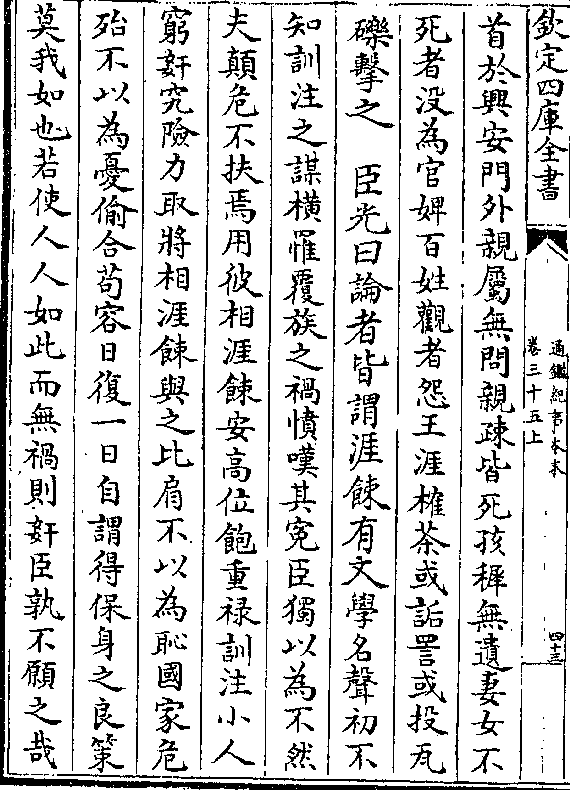 欽定四庫全書
通鑑紀事本末
卷三十五上
四十三
首於興安門外親屬無問親疎皆死孩穉無遺妻女不
死者没為官婢百姓觀者怨王涯榷茶或詬詈或投瓦
礫擊之　臣光曰論者皆謂涯餗有文學名聲初不
知訓注之謀横罹覆族之禍憤嘆其寃臣獨以為不然
夫顛危不扶焉用彼相涯餗安高位飽重禄訓注小人
窮奸究險力取將相涯餗與之比肩不以為恥國家危
殆不以為憂偷合苟容日復一日自謂得保身之良策
莫我如也若使人人如此而無禍則奸臣孰不願之哉